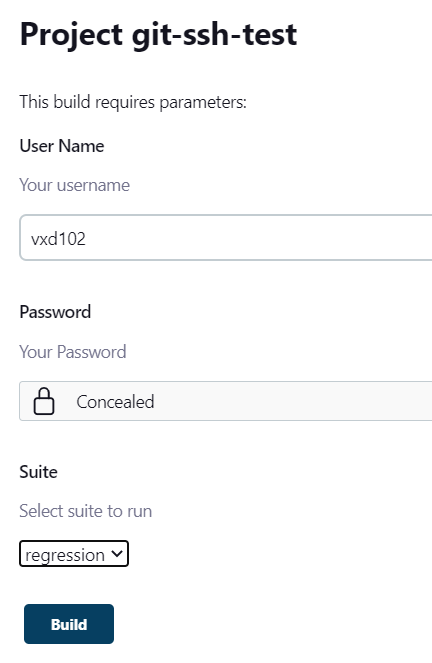 Project git-ssh-test
This build requires parameters:
User Name
Your username
vxd102
Password
Your Password
Concealed
Suite
Select suite to run
regression
Build